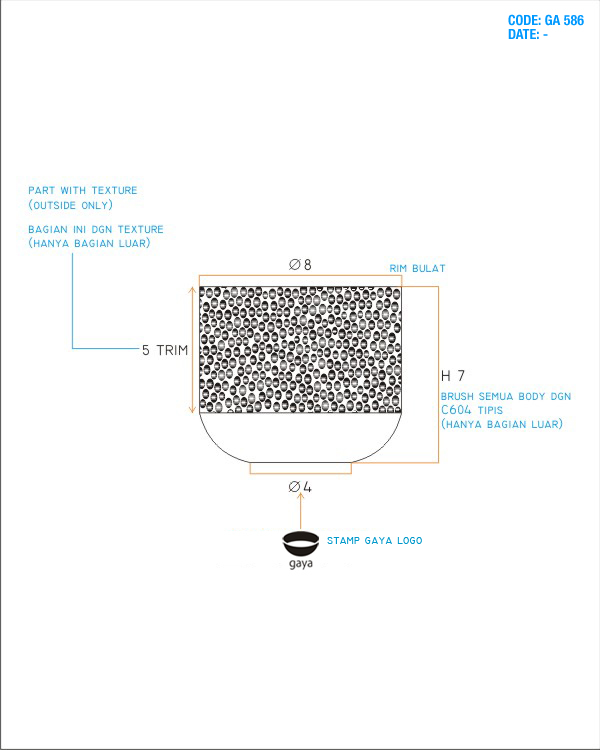 CODE: GA 586
DATE: -
PART WITH TEXTURE
(OUTSIDE ONLY)
BAGIAN INI DGN TEXTURE
(HANYA BAGIAN LUAR)
Ø 8
RIM BULAT
5 TRIM
H 7
BRUSH SEMUA BODY DGN
C604 TIPIS
(HANYA BAGIAN LUAR)
Ø 4
STAMP GAYA LOGO
gaya